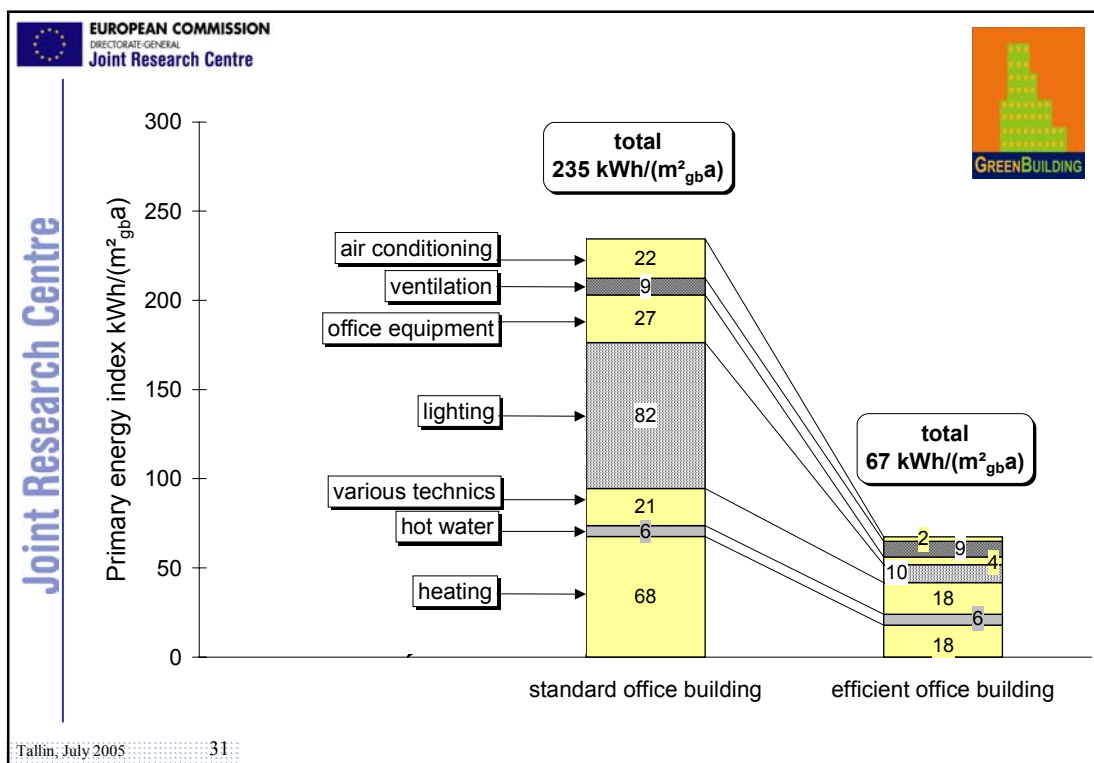 EUROPEAN COMMISSION
DIRECTORATE-GENERAL
Joint Research Centre
GREENBUILDING
Joint Research Centre
Primary energy index kWh/(m²gba)
300
250
200
150
100
50
0
total
235 kWh/(m²gba)
air conditioning
ventilation
office equipment
lighting
various technics
hot water
heating
22
9
27
82
21
6
68
total
67 kWh/(m²gba)
2
9
4
10
18
6
18
standard office building
efficient office building
Tallin, July 2005
31